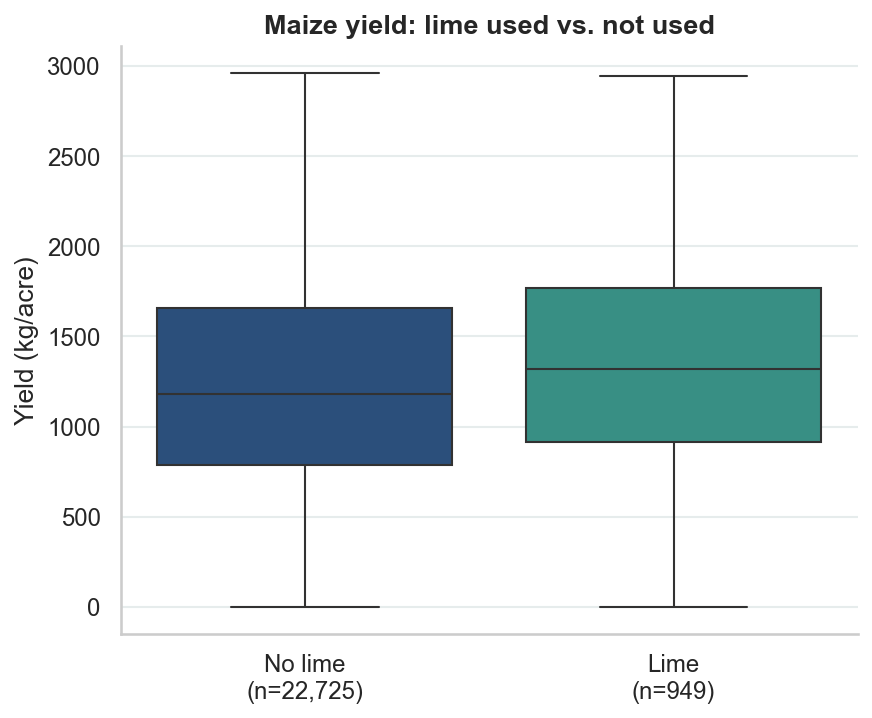 Maize yield: lime used vs. not used
Yield (kg/acre)
3000
2500
2000
1500
1000
500
0
No lime
(n=22,725)
Lime
(n=949)